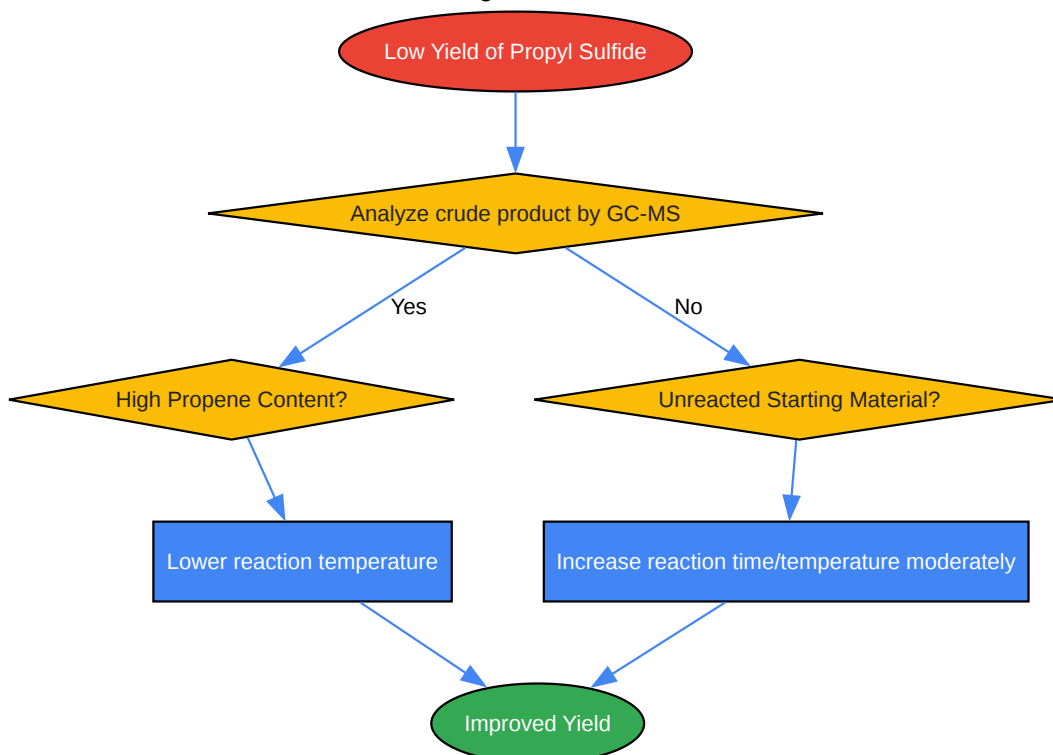 Low Yield of Propyl Sulfide
Analyze crude product by GC-MS
Yes
No
High Propene Content?
Unreacted Starting Material?
Lower reaction temperature
Increase reaction time/temperature moderately
Improved Yield